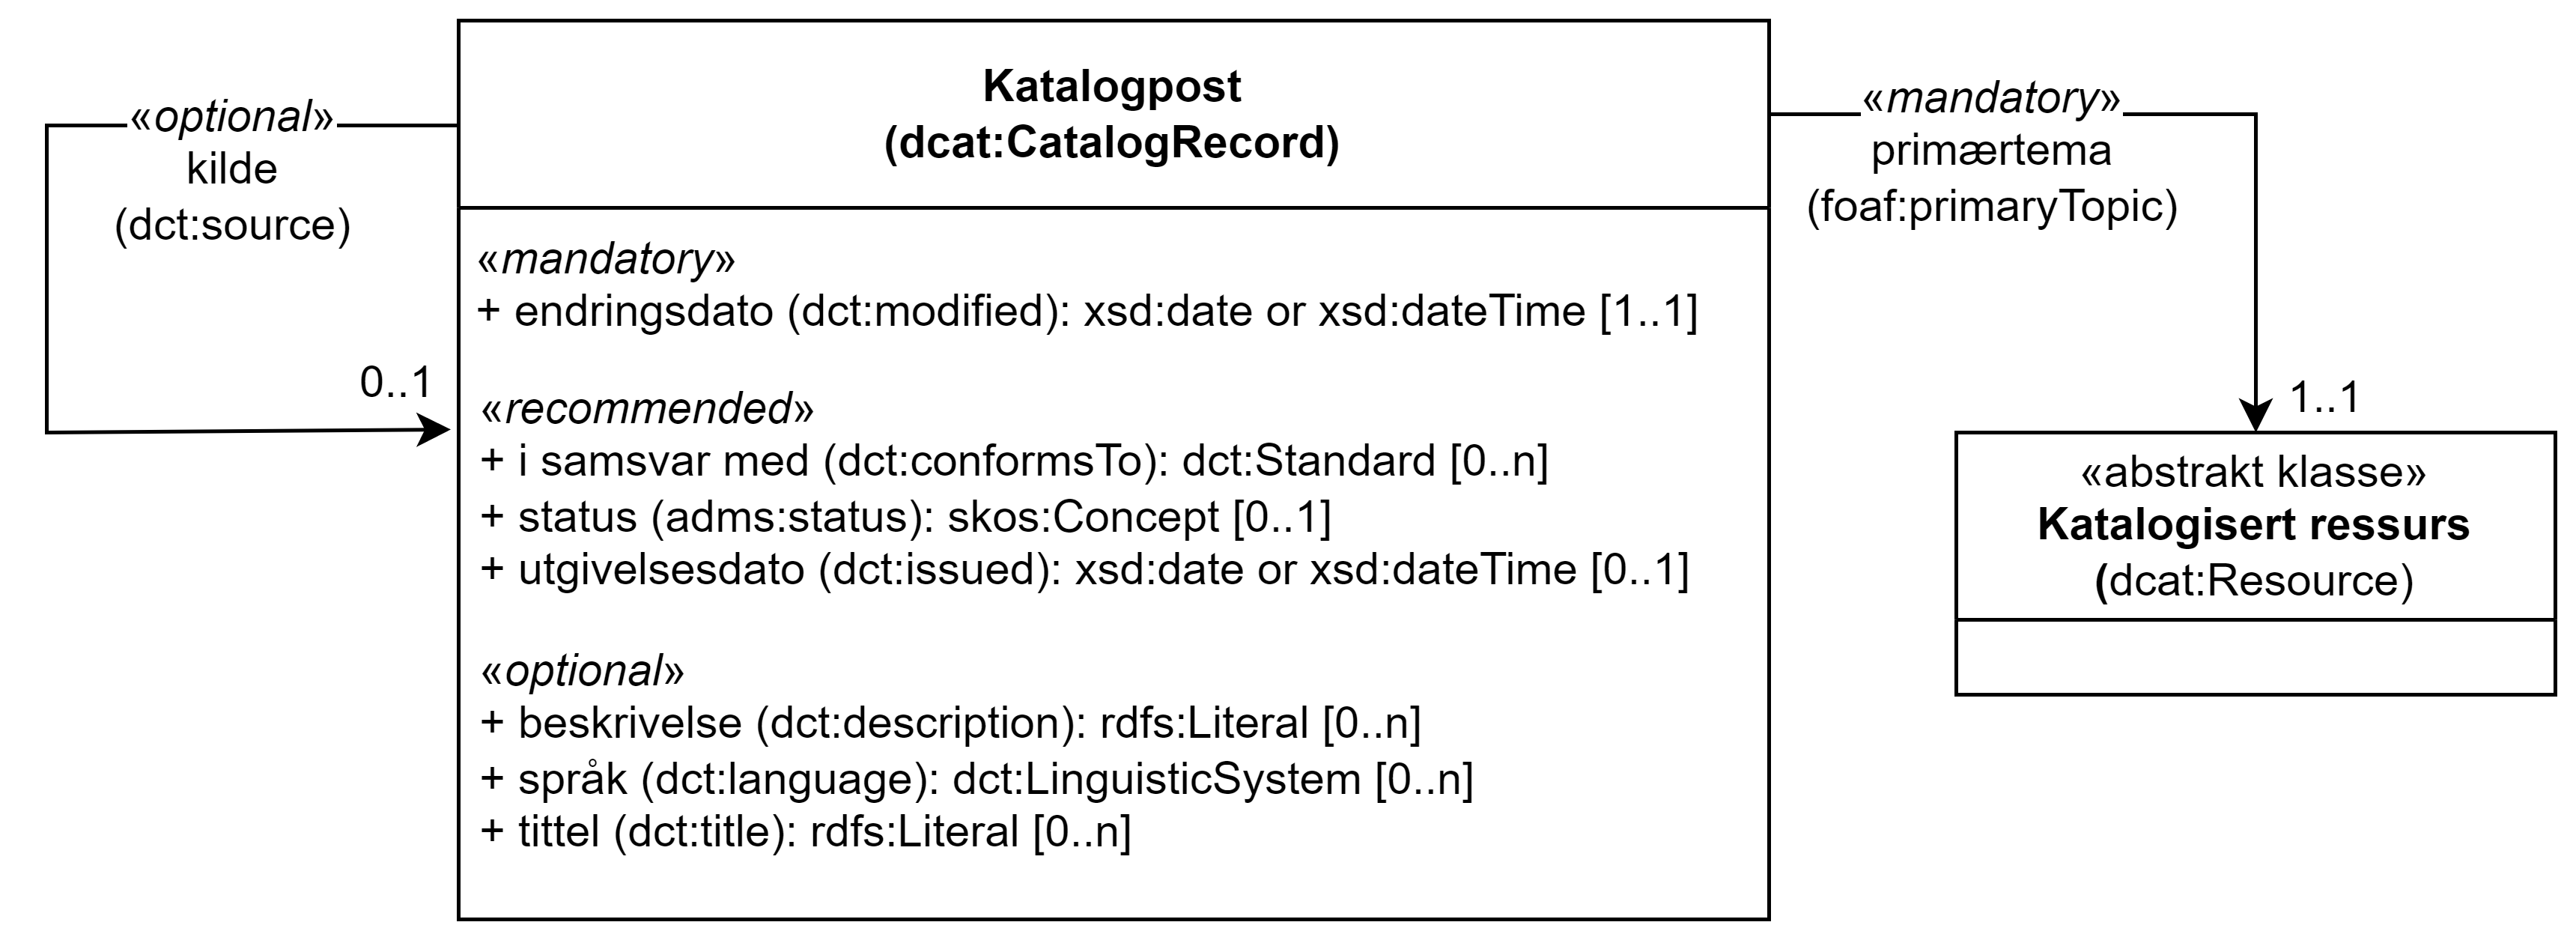 «optional»
kilde
(dct:source)
0..1
Katalogpost
(dcat:CatalogRecord)
«mandatory»
+ endringsdato (dct:modified): xsd:date or xsd:dateTime [1..1]
«recommended»
+ i samsvar med (dct:conformsTo): dct:Standard [0..n]
+ status (adms:status): skos:Concept [0..1]
+ utgivelsesdato (dct:issued): xsd:date or xsd:dateTime [0..1]
«optional»
+ beskrivelse (dct:description): rdfs:Literal [0..n]
+ språk (dct:language): dct:LinguisticSystem [0..n]
+ tittel (dct:title): rdfs:Literal [0..n]
«mandatory»
primærtema
(foaf:primaryTopic)
1..1
«abstrakt klasse»
Katalogisert ressurs
(dcat:Resource)